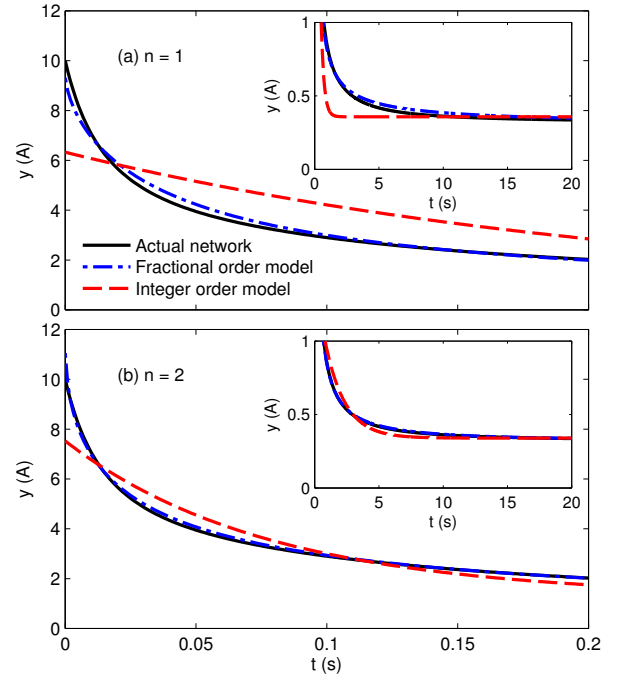 12
10
8
6
4
2
0
y (A)
(a) n = 1
Actual network
Fractional order model
Integer order model
1
0.5
0
y (A)
0 5 10 15 20
t (s)
12
10
8
6
4
2
0
y (A)
(b) n = 2
1
0.5
0
y (A)
0 5 10 15 20
t (s)
0 0.05 0.1 0.15 0.2
t (s)